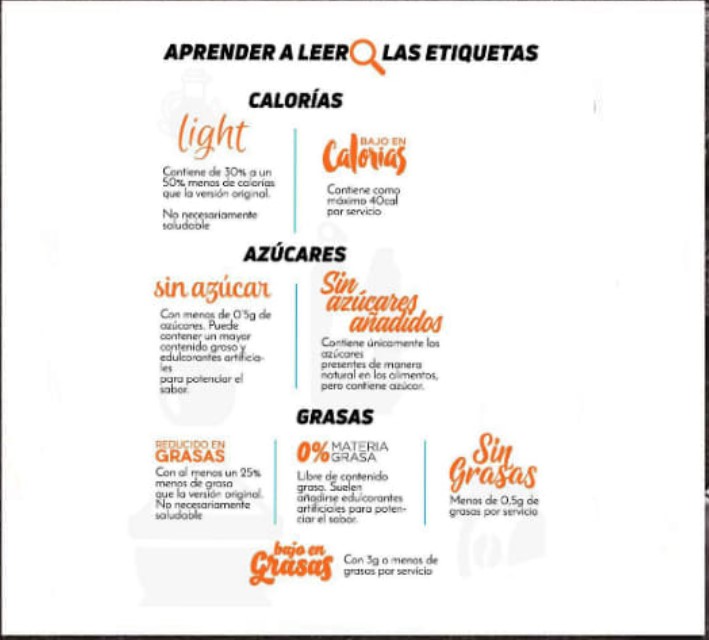 APRENDER A LEER LAS ETIQUETAS
CALORÍAS
light
Contiene de 30% a un
50% menos de calorías
que la versión original.
No necesariamente
saludable
BAJO EN
Calorías
Contiene como
máximo 40cal
por servicio
AZÚCARES
sin azúcar
Con menos de 0'5g de
azúcares. Puede
contener un mayor
contenido graso y
edulcorantes artificia-
les
para potenciar el
sabor.
Sin
azúcares
añadidos
Contiene únicamente los
azúcares
presentes de manera
natural en los alimentos,
pero contiene azúcar.
GRASAS
REDUCIDO EN
GRASAS
Con al menos un 25%
menos de grasa
que la versión original.
No necesariamente
saludable
0% MATERIA
GRASA
Libre de contenido
graso. Suelen
añadirse edulcorantes
artificiales para poten-
ciar el sabor.
Sin
Grasas
Menos de 0,5g de
grasas por servicio
bajo en
Grasas
Con 3g o menos de
grasas por servicio